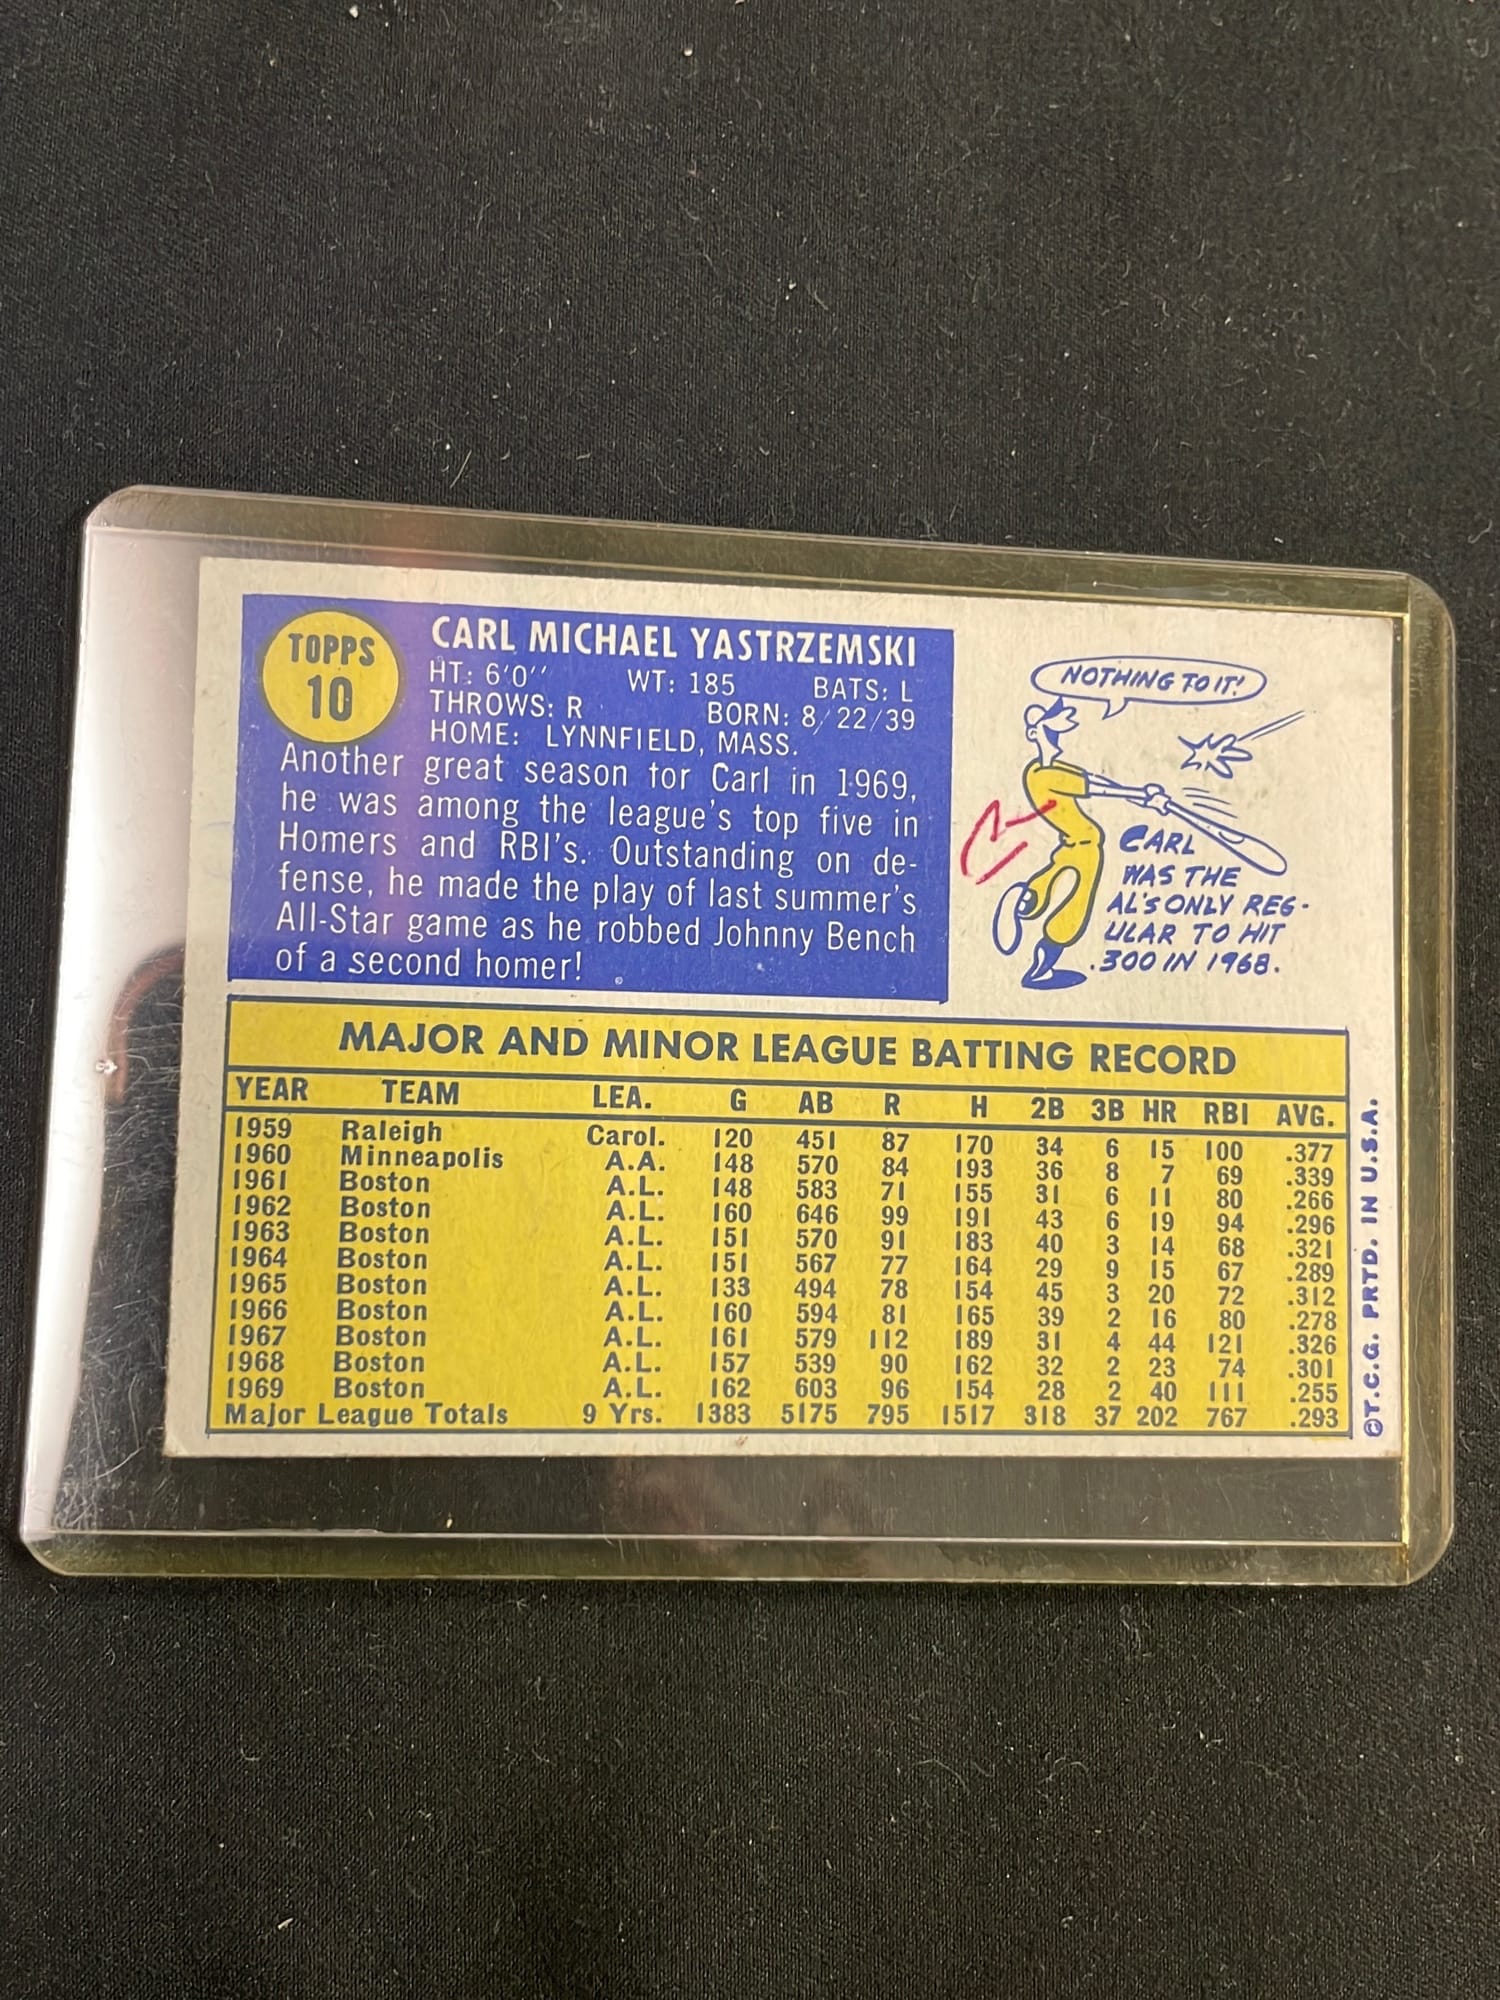 TOPPS
10
CARL MICHAEL YASTRZEMSKI
HT: 6'0'' WT: 185 BATS: L
THROWS: R BORN: 8/22/39
HOME: LYNNFIELD, MASS.
Another great season for Carl in 1969,
he was among the league's top five in
Homers and RBI's. Outstanding on de-
fense, he made the play of last summer's
All-Star game as he robbed Johnny Bench
of a second homer!
NOTHING TO IT!
CARL
WAS THE
AL'S ONLY REG-
ULAR TO HIT
.300 IN 1968.
MAJOR AND MINOR LEAGUE BATTING RECORD
YEAR TEAM LEA. G AB R H 2B 3B HR RBI AVG.
1959 Raleigh Carol. 120 451 87 170 34 6 15 100 .377
1960 Minneapolis A.A. 148 570 84 193 36 8 7 69 .339
1961 Boston A.L. 148 583 71 155 31 6 11 80 .266
1962 Boston A.L. 160 646 99 191 43 6 19 94 .296
1963 Boston A.L. 151 570 91 183 40 3 14 68 .321
1964 Boston A.L. 151 567 77 164 29 9 15 67 .289
1965 Boston A.L. 133 494 78 154 45 3 20 72 .312
1966 Boston A.L. 160 594 81 165 39 2 16 80 .278
1967 Boston A.L. 161 579 112 189 31 4 44 121 .326
1968 Boston A.L. 157 539 90 162 32 2 23 74 .301
1969 Boston A.L. 162 603 96 154 28 2 40 111 .255
Major League Totals 9 Yrs. 1383 5175 795 1517 318 37 202 767 .293
©T.C.G. PRTD. IN U.S.A.